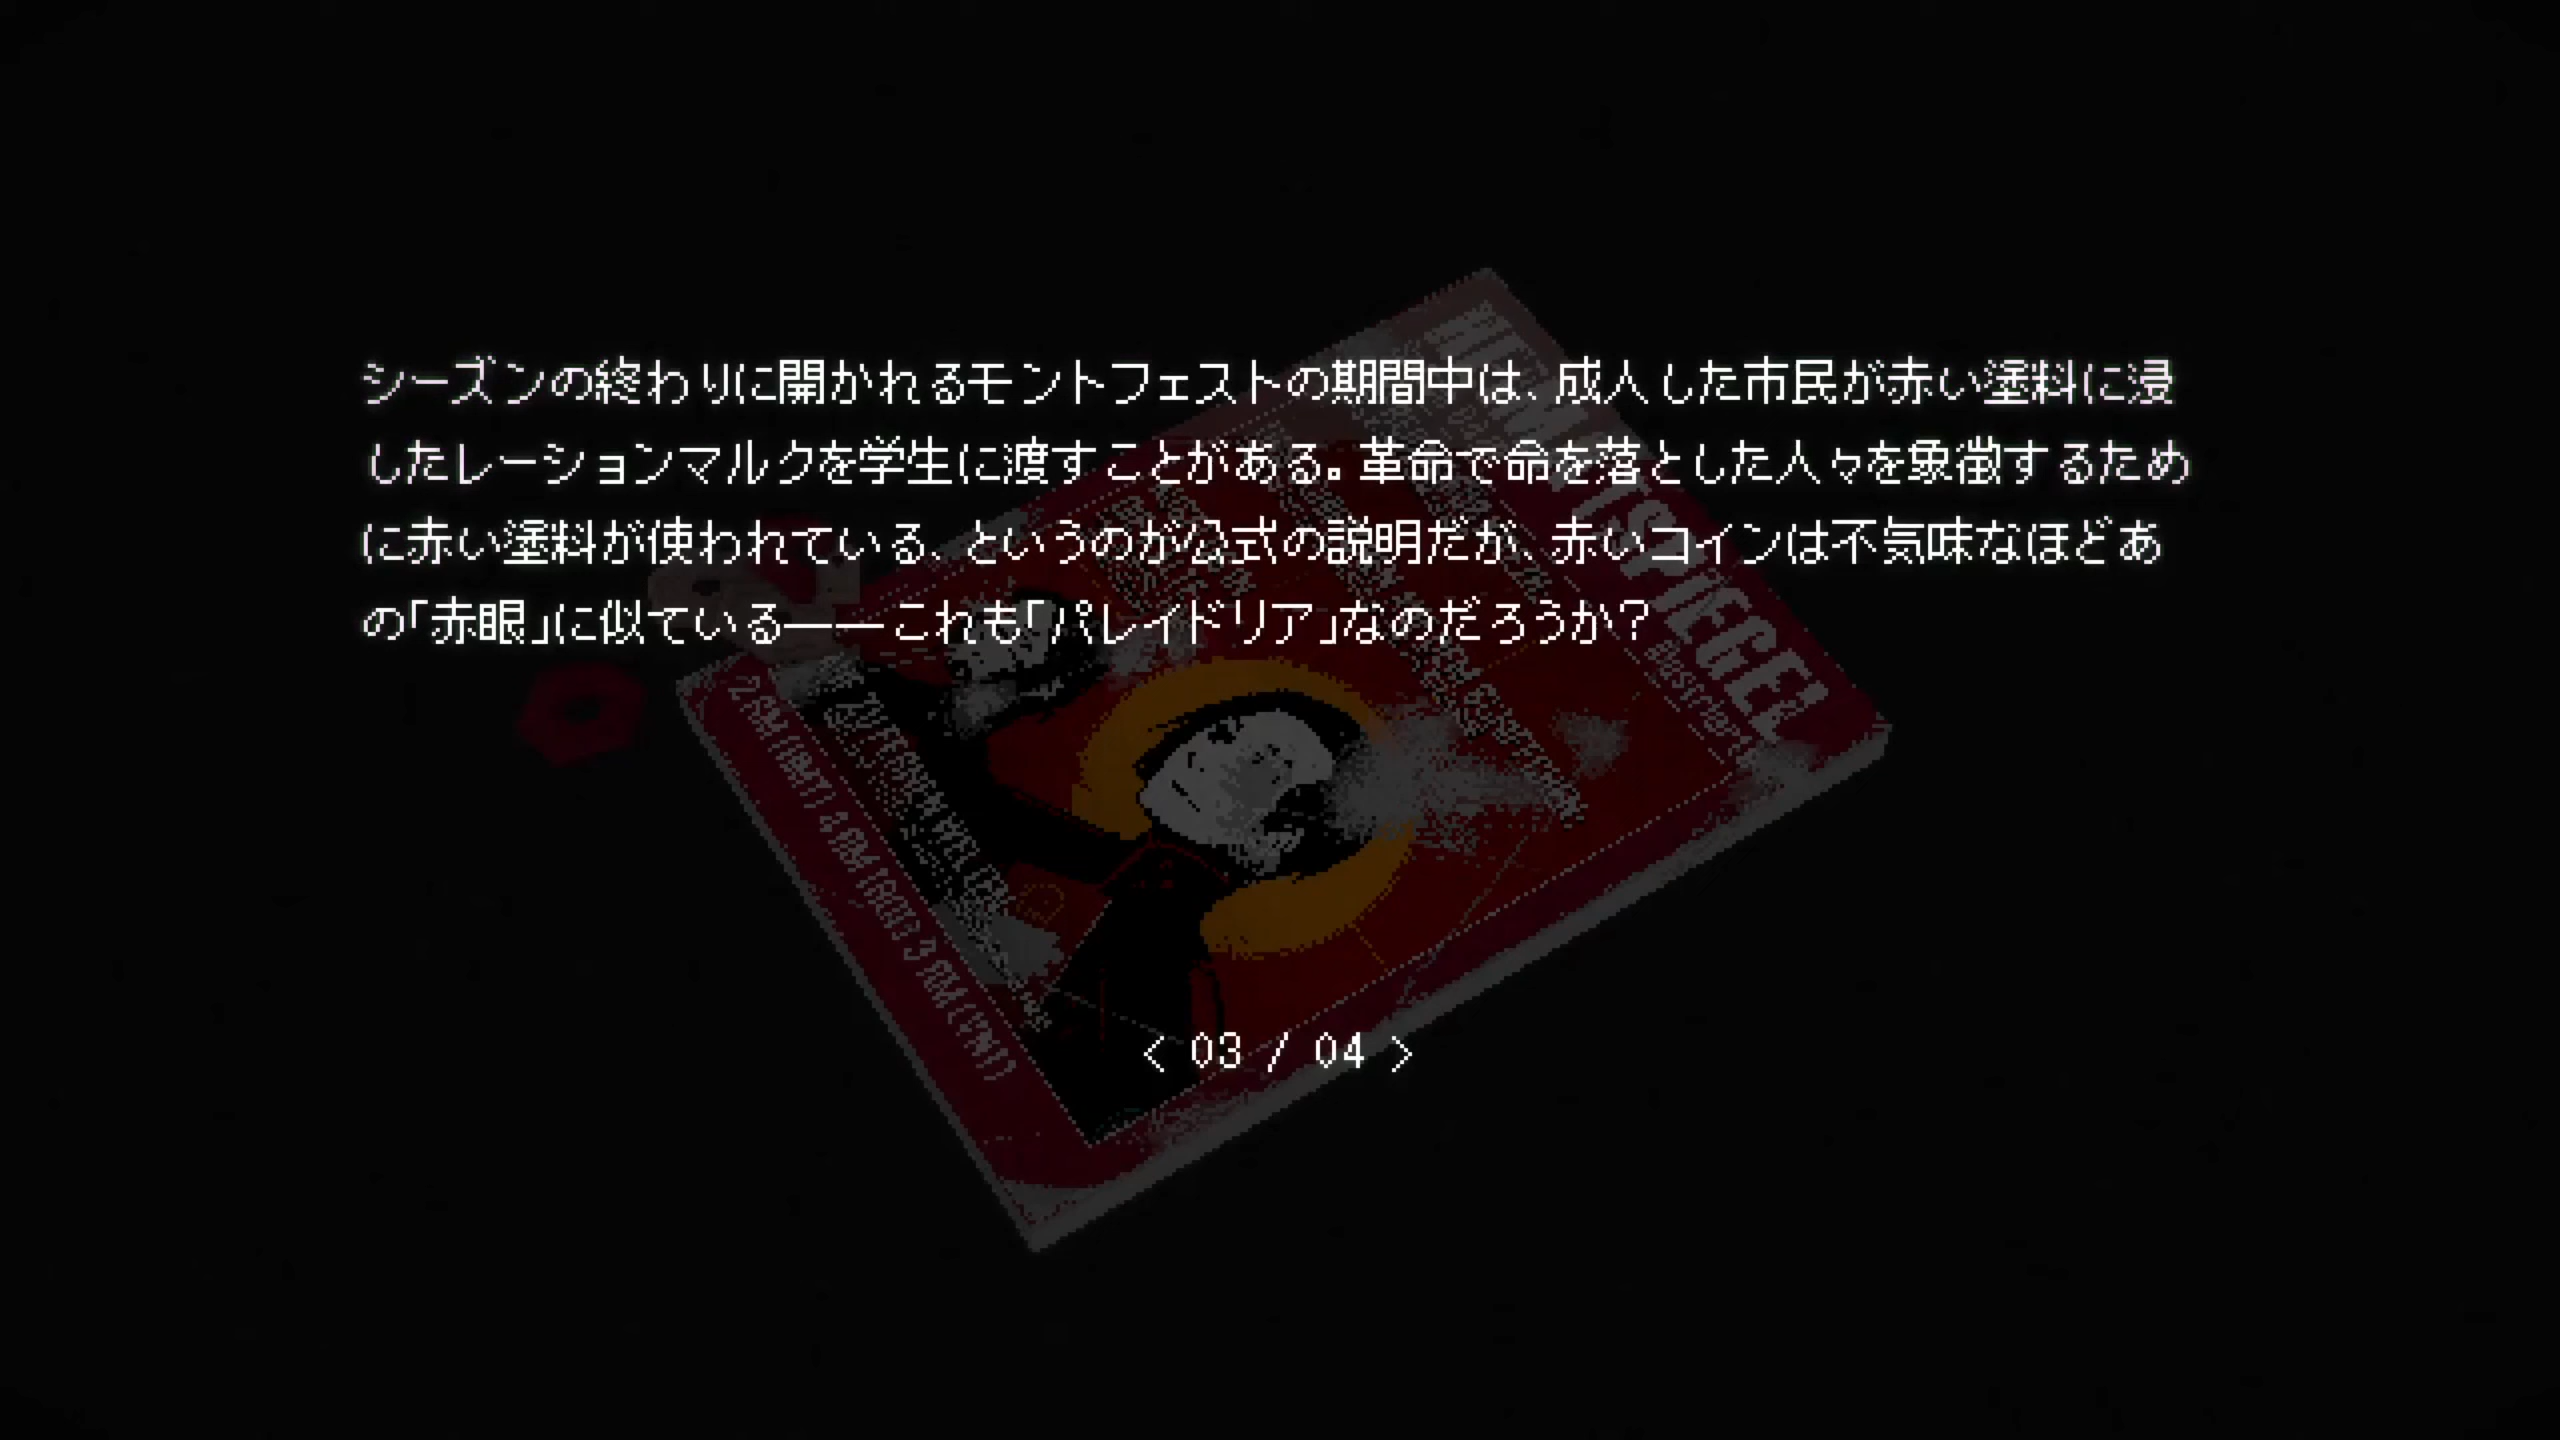 シーズンの終わりに開かれるモントフェストの期間中は、成人した市民が赤い塗料に浸
したレーションマルクを学生に渡すことがある。革命で命を落とした人々を象徴するため
に赤い塗料が使われている、というのが公式の説明だが、赤いコインは不気味なほどあ
の「赤眼」に似ている――これも「パレイドリア」なのだろうか？
< 03 / 04 >